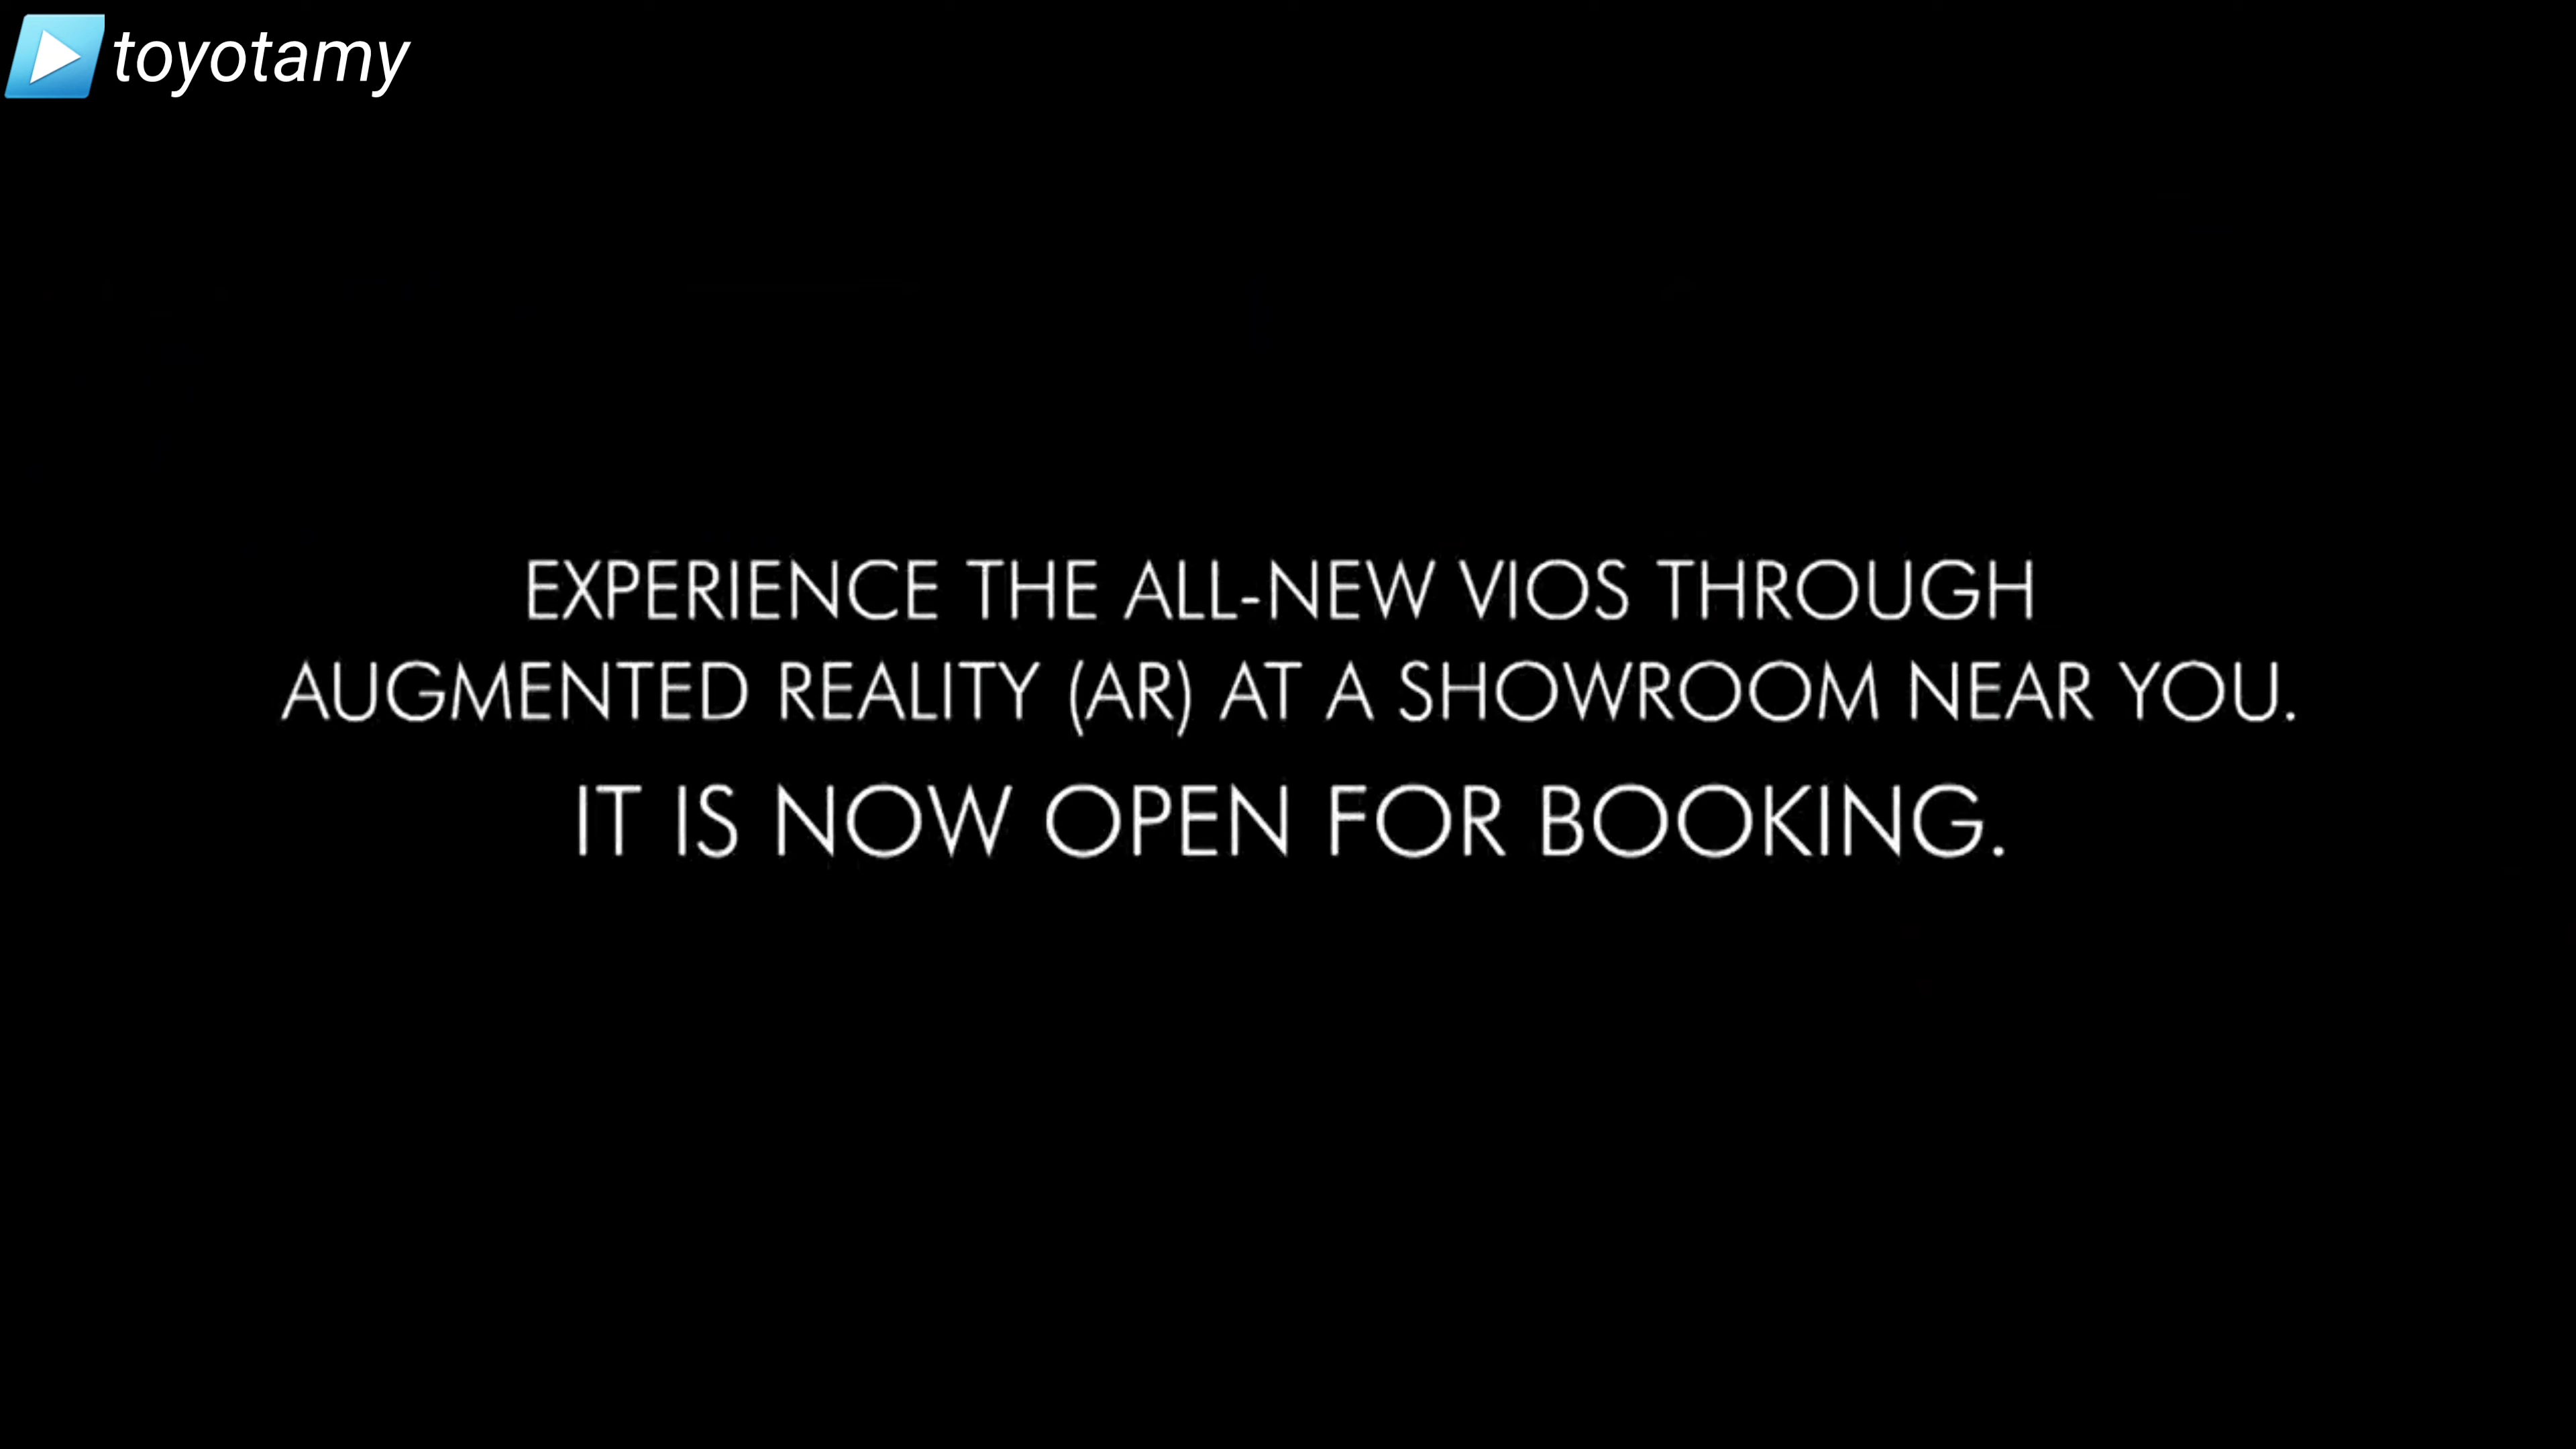 toyotamy
EXPERIENCE THE ALL-NEW VIOS THROUGH
AUGMENTED REALITY (AR) AT A SHOWROOM NEAR YOU.
IT IS NOW OPEN FOR BOOKING.